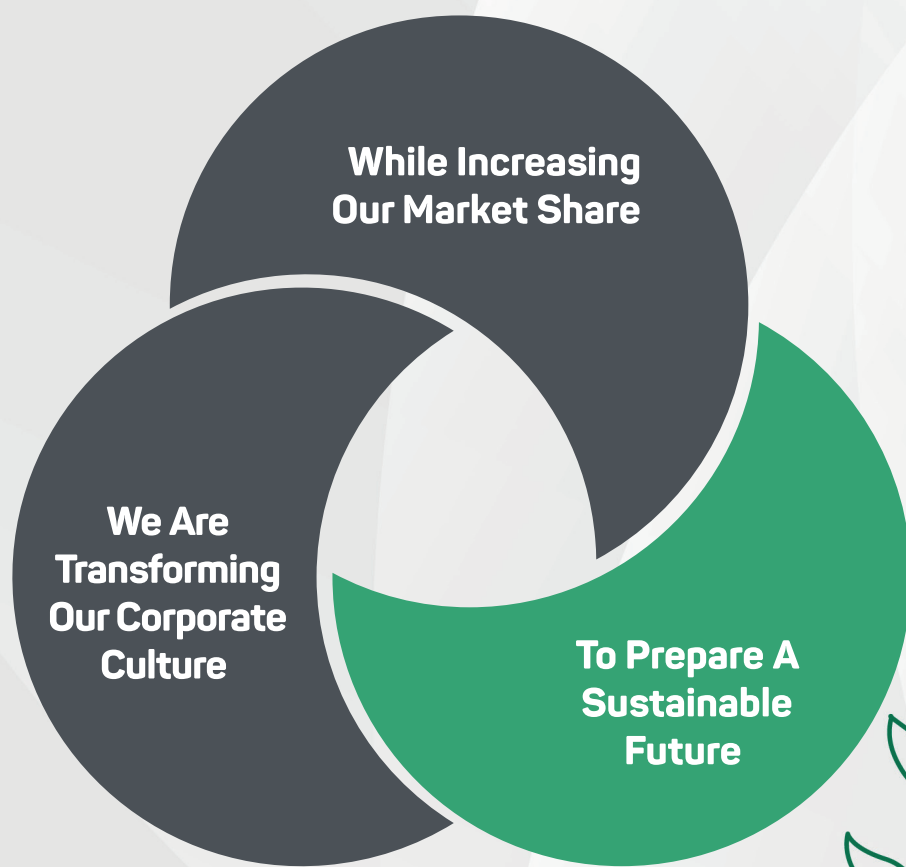 While Increasing
Our Market Share
We Are
Transforming
Our Corporate
Culture
To Prepare A
Sustainable
Future